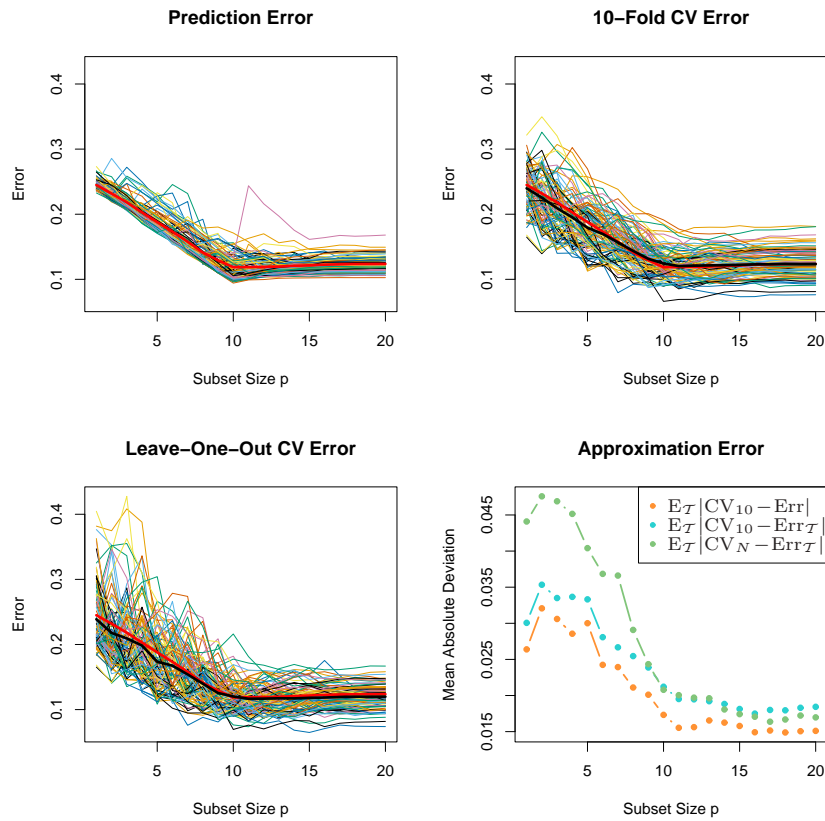 Prediction Error
Error
0.1 0.2 0.3 0.4
5 10 15 20
Subset Size p
10−Fold CV Error
Error
0.1 0.2 0.3 0.4
5 10 15 20
Subset Size p
Leave−One−Out CV Error
Error
0.1 0.2 0.3 0.4
5 10 15 20
Subset Size p
Approximation Error
Mean Absolute Deviation
0.015 0.025 0.035 0.045
E𝒯|CV₁₀−Err|
E𝒯|CV₁₀−Err𝒯|
E𝒯|CV_N−Err𝒯|
5 10 15 20
Subset Size p